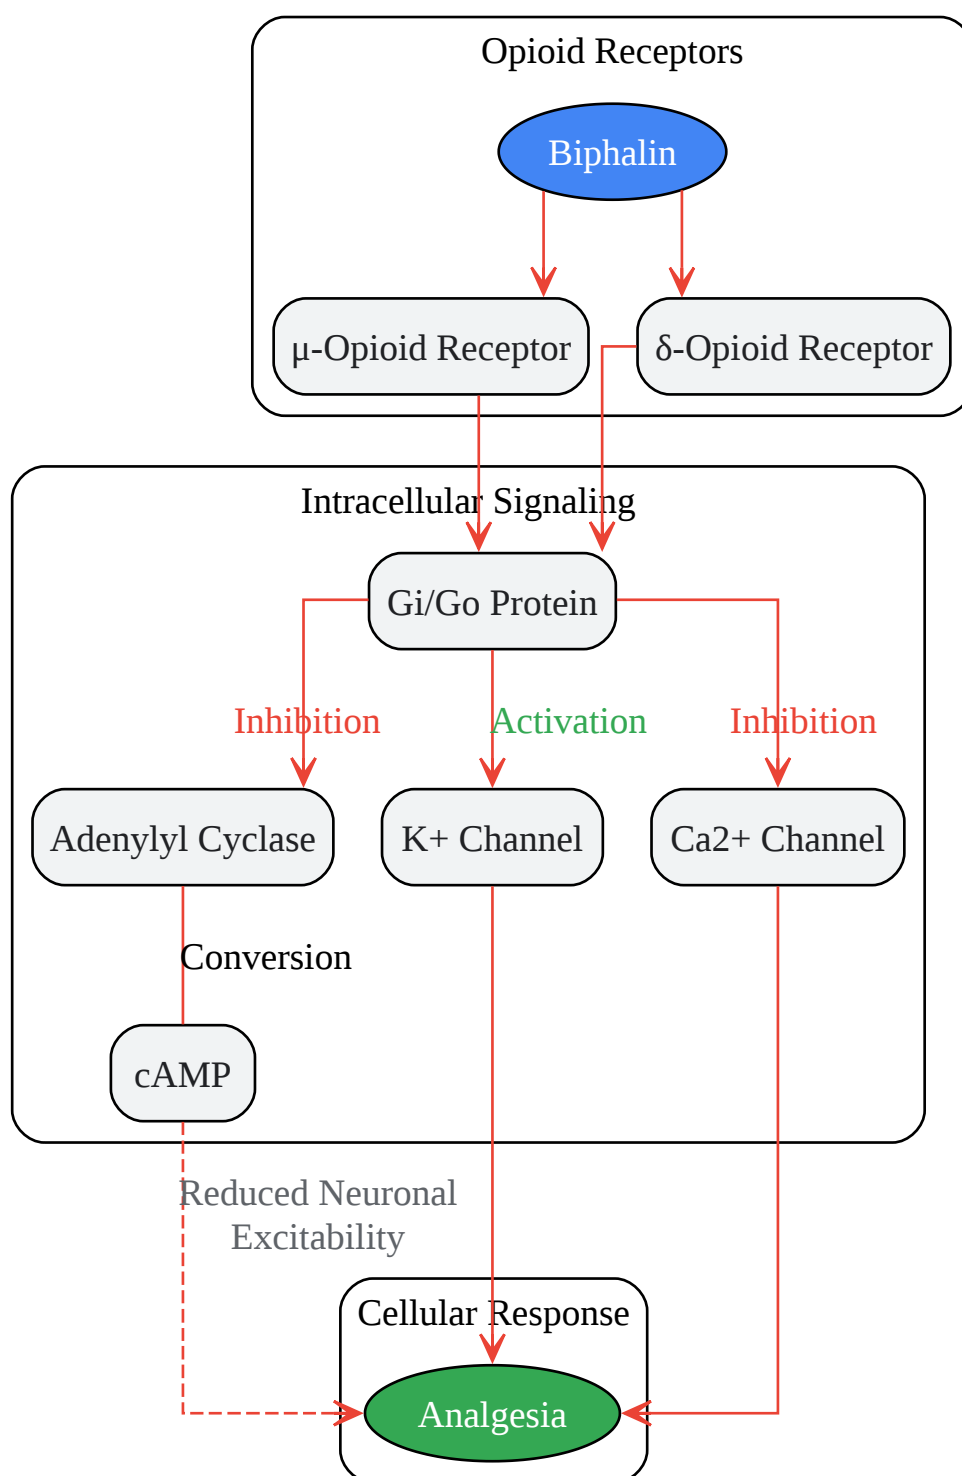 Opioid Receptors
Biphalin
μ-Opioid Receptor
δ-Opioid Receptor
Intracellular Signaling
Gi/Go Protein
Inhibition
Activation
Inhibition
Adenylyl Cyclase
K+ Channel
Ca2+ Channel
Conversion
cAMP
Reduced Neuronal
Excitability
Cellular Response
Analgesia